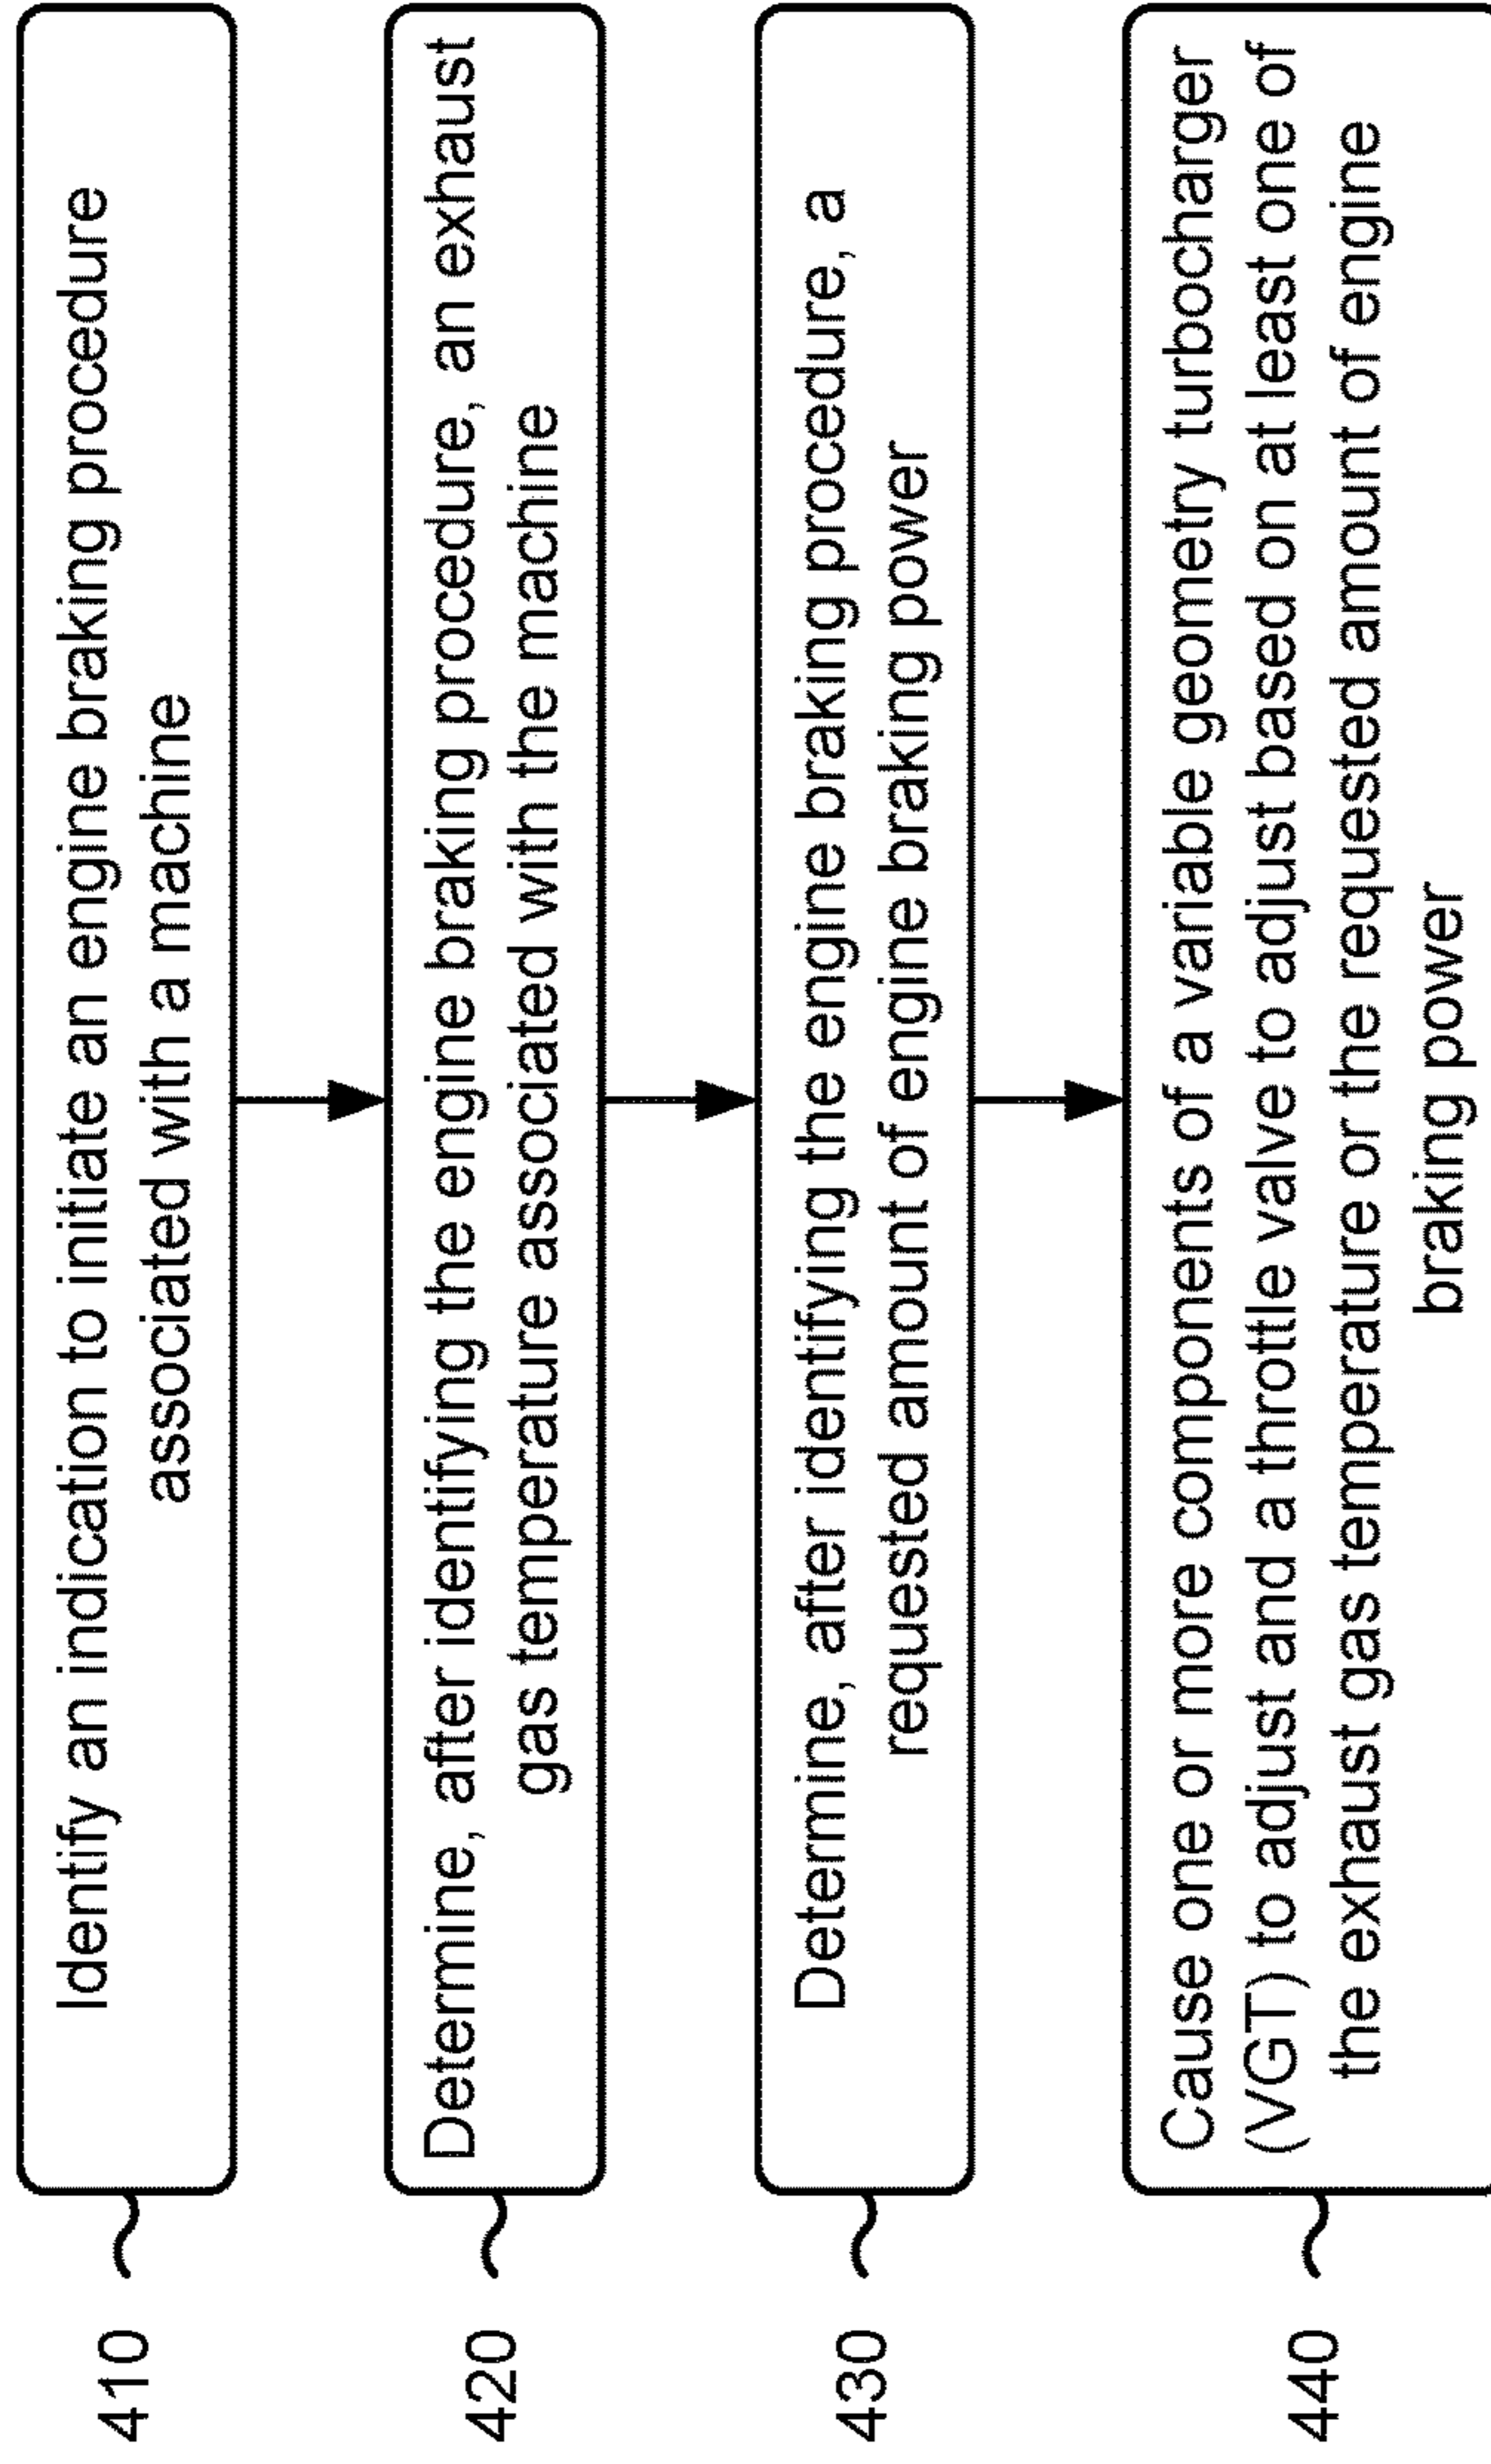 410
Identify an indication to initiate an engine braking procedure
associated with a machine
420
Determine, after identifying the engine braking procedure, an exhaust
gas temperature associated with the machine
430
Determine, after identifying the engine braking procedure, a
requested amount of engine braking power
440
Cause one or more components of a variable geometry turbocharger
(VGT) to adjust and a throttle valve to adjust based on at least one of
the exhaust gas temperature or the requested amount of engine
braking power